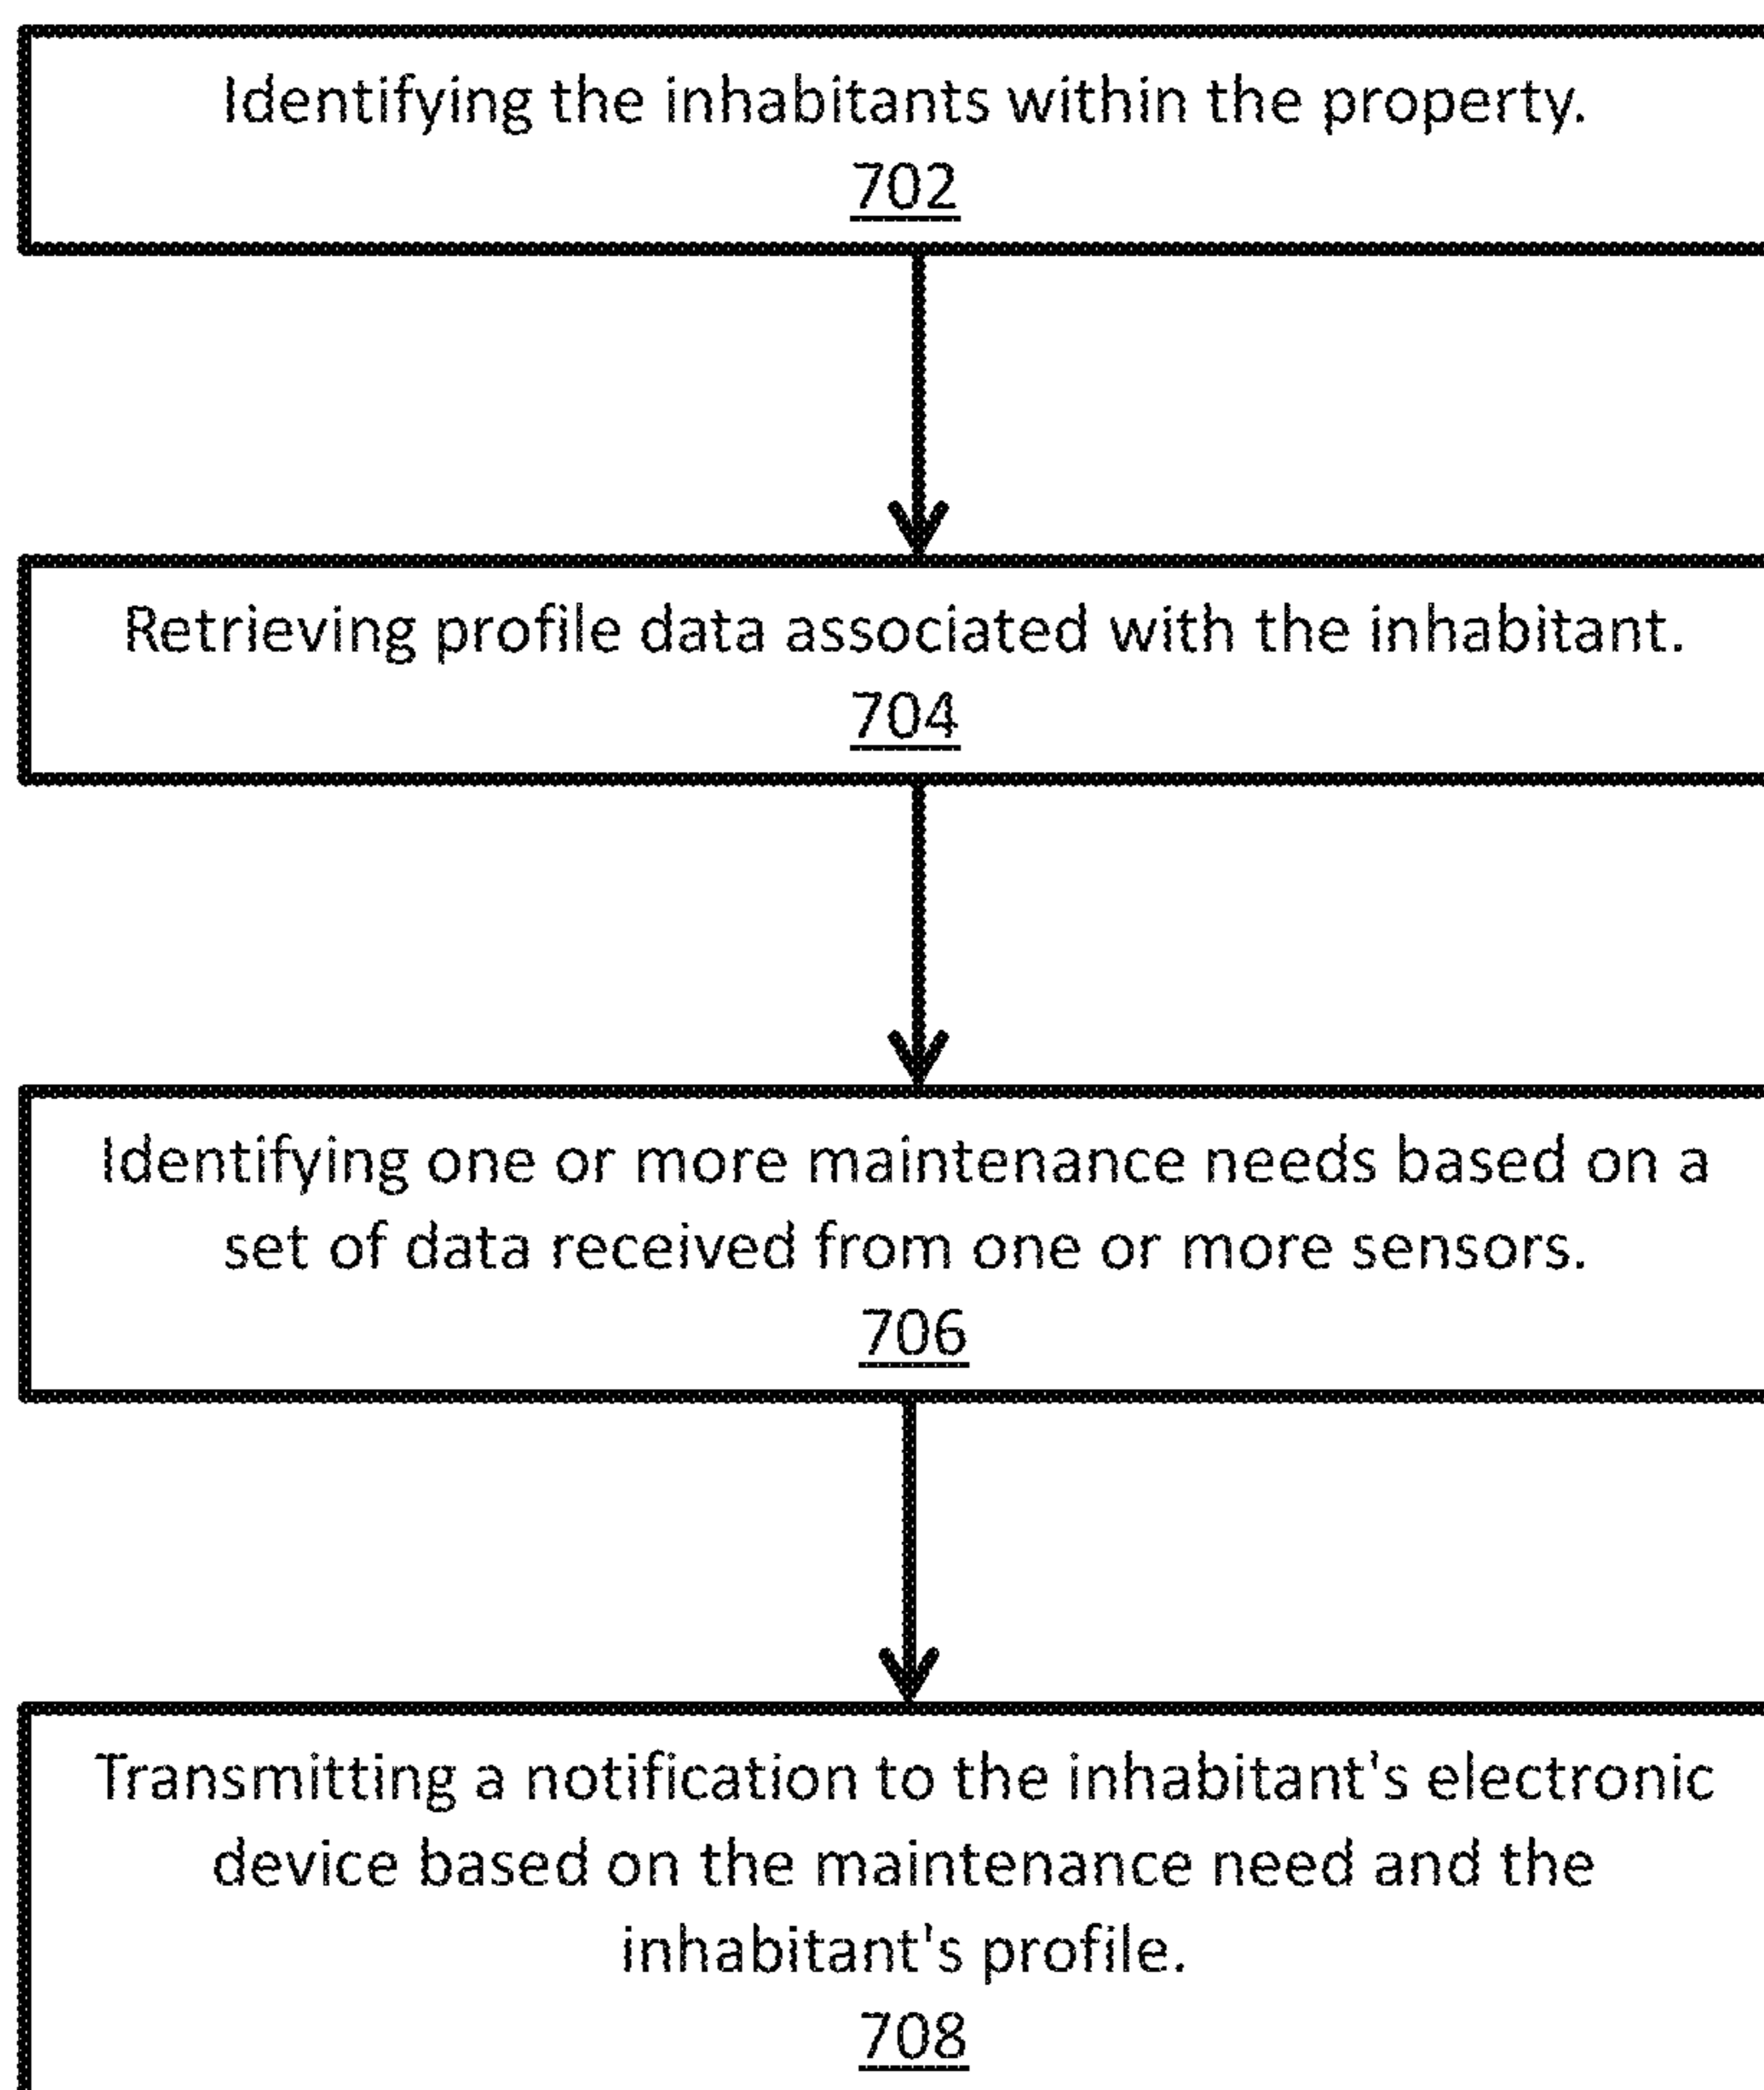 Identifying the inhabitants within the property.
702
Retrieving profile data associated with the inhabitant.
704
Identifying one or more maintenance needs based on a
set of data received from one or more sensors.
706
Transmitting a notification to the inhabitant's electronic
device based on the maintenance need and the
inhabitant's profile.
708